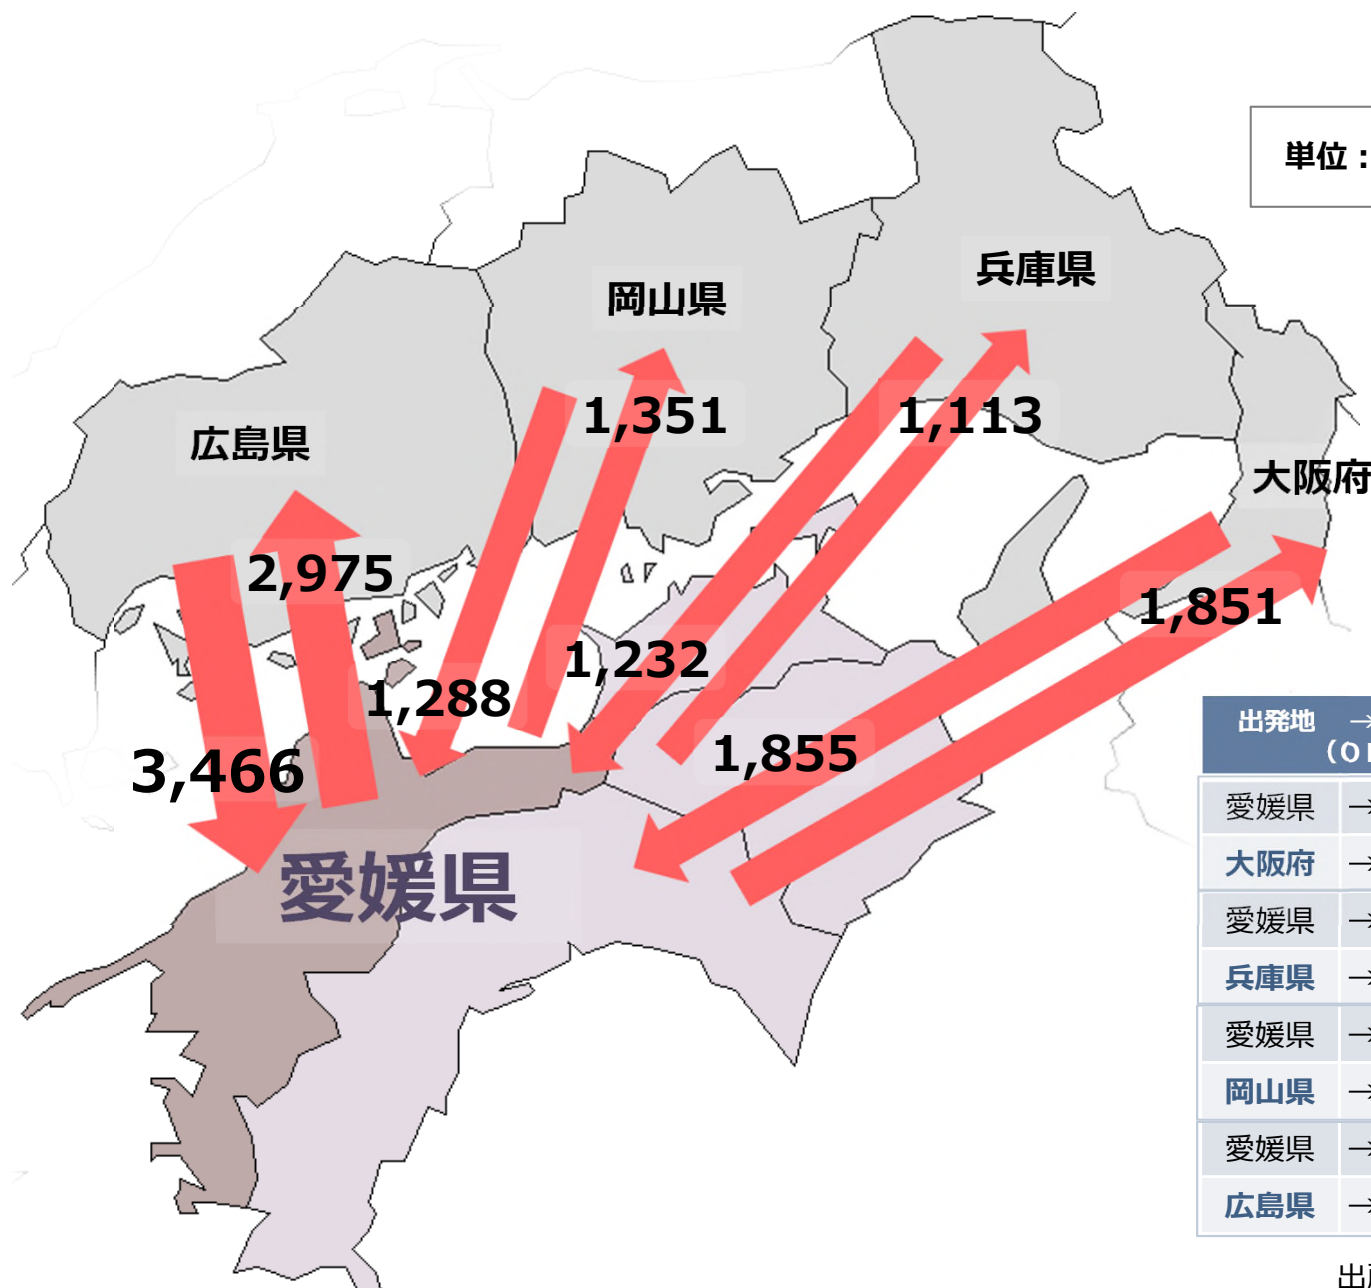 単位：
兵庫県
岡山県
1,351
1,113
広島県
大阪府
2,975
1,851
1,232
1,288
3,466
1,855
愛媛県
出発地 →
愛媛県 →
大阪府 →
愛媛県 →
兵庫県 →
愛媛県 →
岡山県 →
愛媛県 →
広島県 →